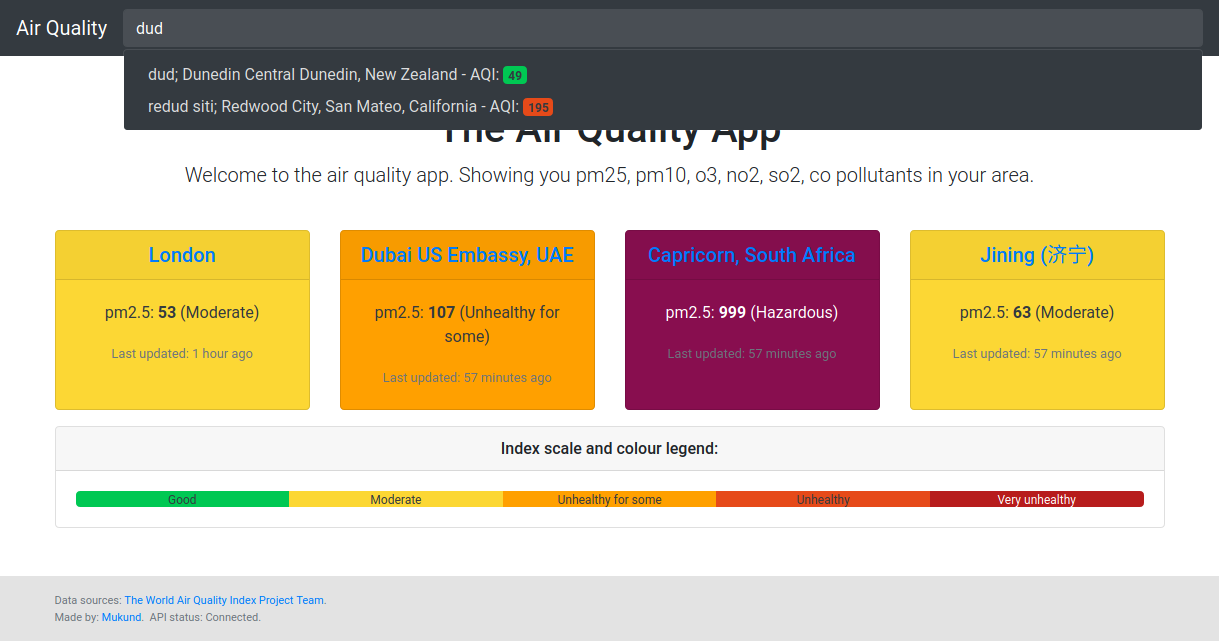 Air Quality
dud
dud; Dunedin Central Dunedin, New Zealand - AQI: 49
redud siti; Redwood City, San Mateo, California - AQI: 195
The Air Quality App
Welcome to the air quality app. Showing you pm25, pm10, o3, no2, so2, co pollutants in your area.
London
pm2.5: 53 (Moderate)
Last updated: 1 hour ago
Dubai US Embassy, UAE
pm2.5: 107 (Unhealthy for
some)
Last updated: 57 minutes ago
Capricorn, South Africa
pm2.5: 999 (Hazardous)
Last updated: 57 minutes ago
Jining (济宁)
pm2.5: 63 (Moderate)
Last updated: 57 minutes ago
Index scale and colour legend:
Good Moderate Unhealthy for some Unhealthy Very unhealthy
Data sources: The World Air Quality Index Project Team.
Made by: Mukund. API status: Connected.